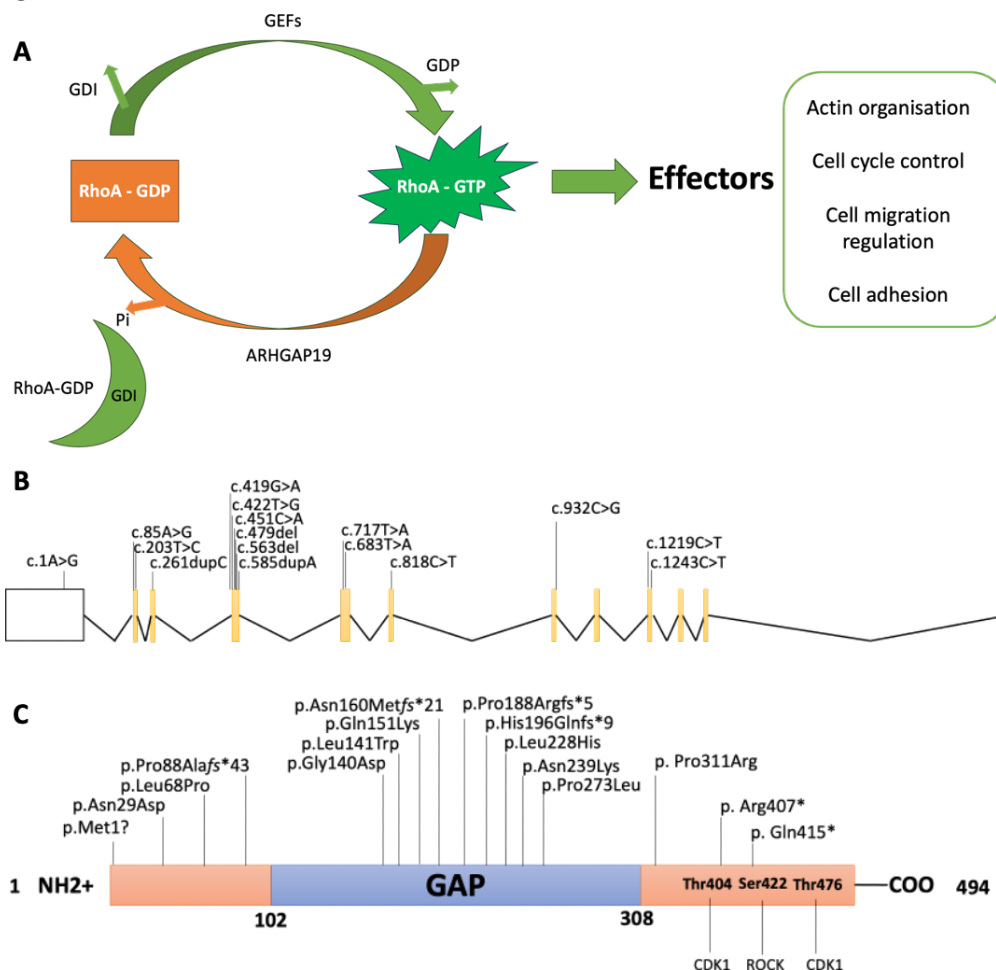 A
GEFs
GDI
GDP
RhoA - GDP
RhoA - GTP
Effectors
Actin organisation
Cell cycle control
Cell migration
regulation
Cell adhesion
Pi
ARHGAP19
RhoA-GDP
GDI
B
c.1A>G
c.85A>G
c.203T>C
c.261dupC
c.419G>A
c.422T>G
c.451C>A
c.479del
c.563del
c.585dupA
c.717T>A
c.683T>A
c.818C>T
c.932C>G
c.1219C>T
c.1243C>T
C
p.Met1?
p.Asn29Asp
p.Leu68Pro
p.Pro88Alafs*43
p.Asn160Metfs*21
p.Gln151Lys
p.Leu141Trp
p.Gly140Asp
p.Pro188Argfs*5
p.His196Glnfs*9
p.Leu228His
p.Asn239Lys
p.Pro273Leu
p. Pro311Arg
p. Arg407*
p. Gln415*
1 NH2+
GAP
Thr404 Ser422 Thr476
COO 494
102
308
CDK1 ROCK CDK1